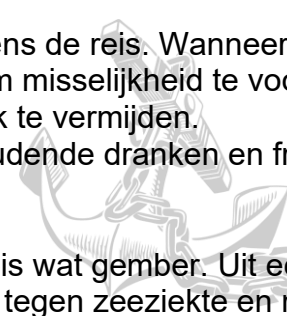 ens de reis. Wanneer
misselijkheid te voo
k te vermijden.
udende dranken en fr
is wat gember. Uit ee
tegen zeeziekte en